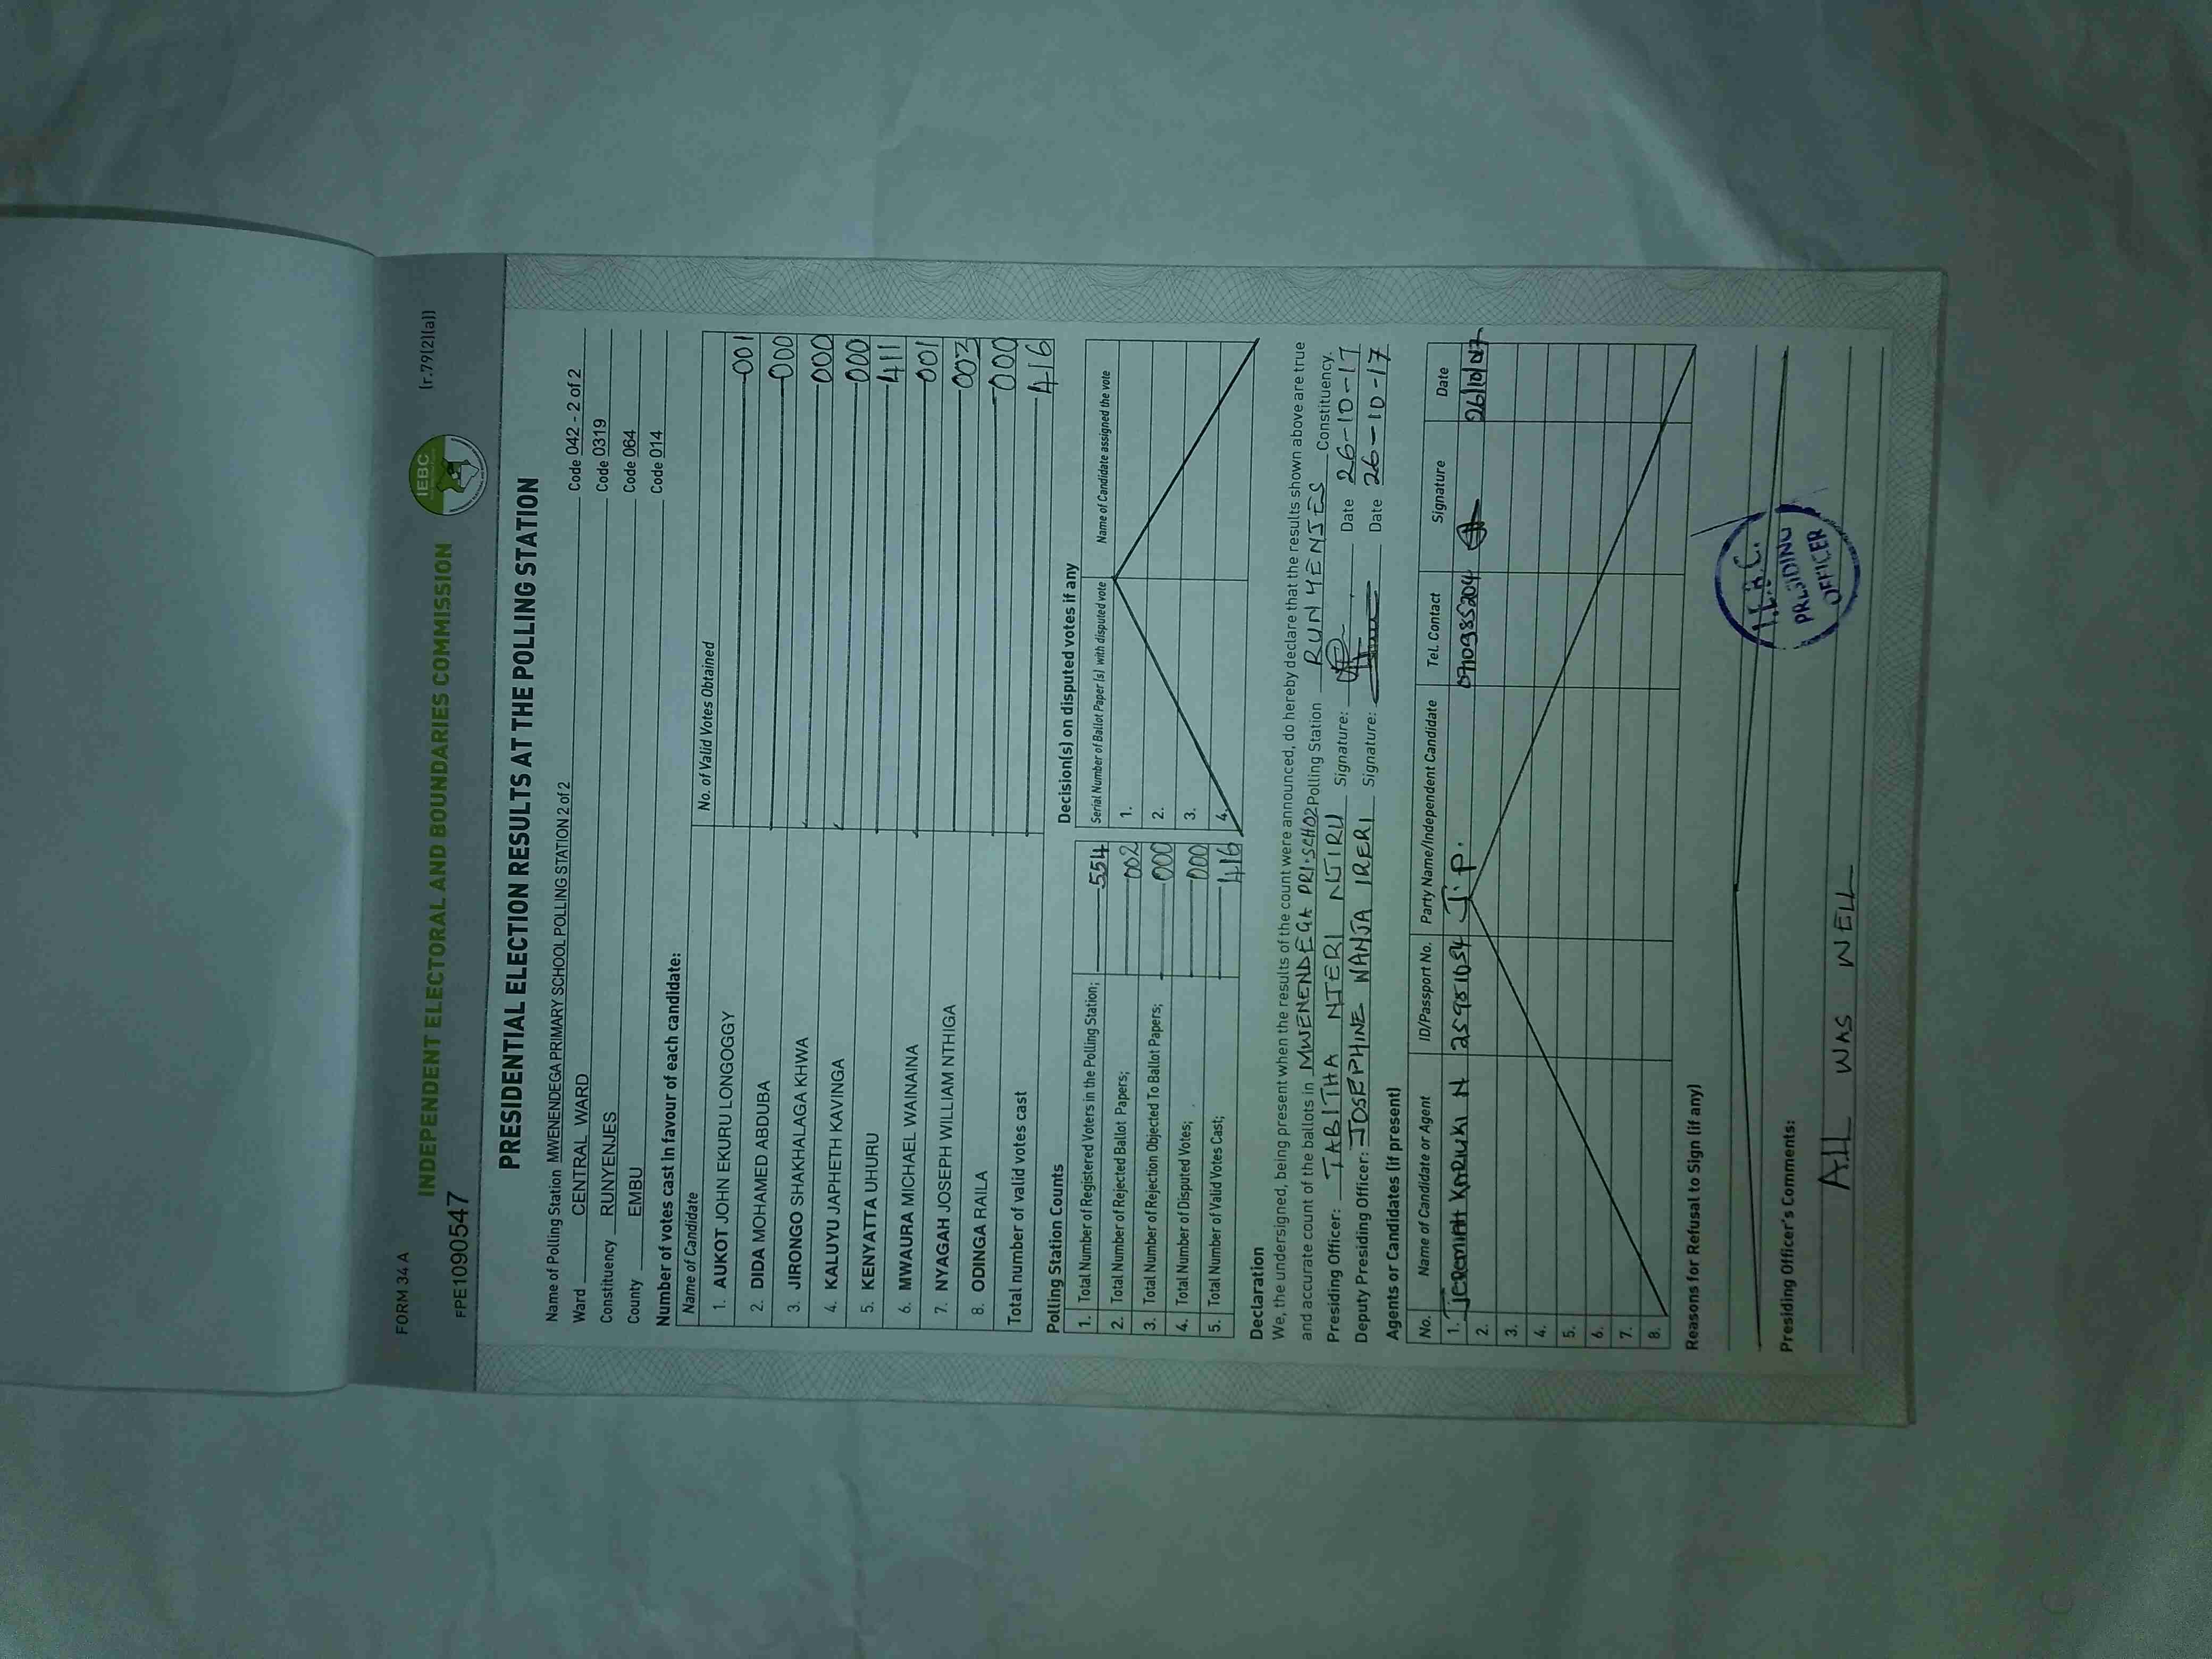 FORM 34 A
(r.79(2)(a))
INDEPENDENT ELECTORAL AND BOUNDARIES COMMISSION
IEBC
FPE1090547
PRESIDENTIAL ELECTION RESULTS AT THE POLLING STATION
Name of Polling Station MWENENDEGA PRIMARY SCHOOL POLLING STATION 2 of 2 Code 042 - 2 of 2
Ward CENTRAL WARD Code 0319
Constituency RUNYENJES Code 064
County EMBU Code 014
Number of votes cast in favour of each candidate:
Name of Candidate No. of Valid Votes Obtained
1. AUKOT JOHN EKURU LONGOGGY 001
2. DIDA MOHAMED ABDUBA 000
3. JIRONGO SHAKHALAGA KHWA 000
4. KALUYU JAPHETH KAVINGA 000
5. KENYATTA UHURU 411
6. MWAURA MICHAEL WAINAINA 001
7. NYAGAH JOSEPH WILLIAM NTHIGA 003
8. ODINGA RAILA 000
Total number of valid votes cast 416
Polling Station Counts
1. Total Number of Registered Voters in the Polling Station; 554
2. Total Number of Rejected Ballot Papers; 002
3. Total Number of Rejection Objected To Ballot Papers; 000
4. Total Number of Disputed Votes; 000
5. Total Number of Valid Votes Cast; 416
Decision(s) on disputed votes if any
Serial Number of Ballot Paper (s) with disputed vote Name of Candidate assigned the vote
1.
2.
3.
4.
Declaration
We, the undersigned, being present when the results of the count were announced, do hereby declare that the results shown above are true
and accurate count of the ballots in MWENENDEGA PRI.SCH02 Polling Station RUNYENJES Constituency.
Presiding Officer: TABITHA NJERI NJIRU Signature: Date 26-10-17
Deputy Presiding Officer: JOSEPHINE WANJA IRERI Signature: Date 26-10-17
Agents or Candidates (if present)
No. Name of Candidate or Agent ID/Passport No. Party Name/Independent Candidate Tel. Contact Signature Date
1. JEREMIAH KARIUKI N J.P. 0710985204 26/10/017
2.
3.
4.
5.
6.
7.
8.
Reasons for Refusal to Sign (if any)
Presiding Officer's Comments:
ALL WAS WELL
I.E.B.C.
PRESIDING
OFFICER